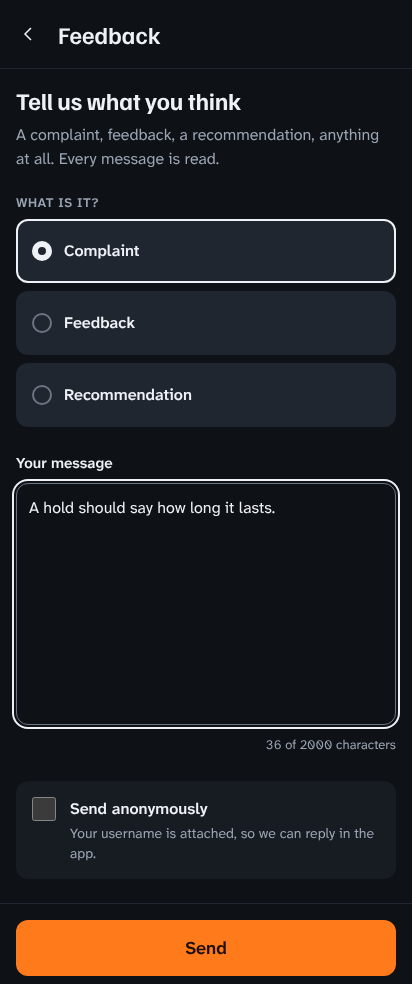 Feedback
Tell us what you think
A complaint, feedback, a recommendation, anything
at all. Every message is read.
WHAT IS IT?
Complaint
Feedback
Recommendation
Your message
A hold should say how long it lasts.
36 of 2000 characters
Send anonymously
Your username is attached, so we can reply in the
app.
Send